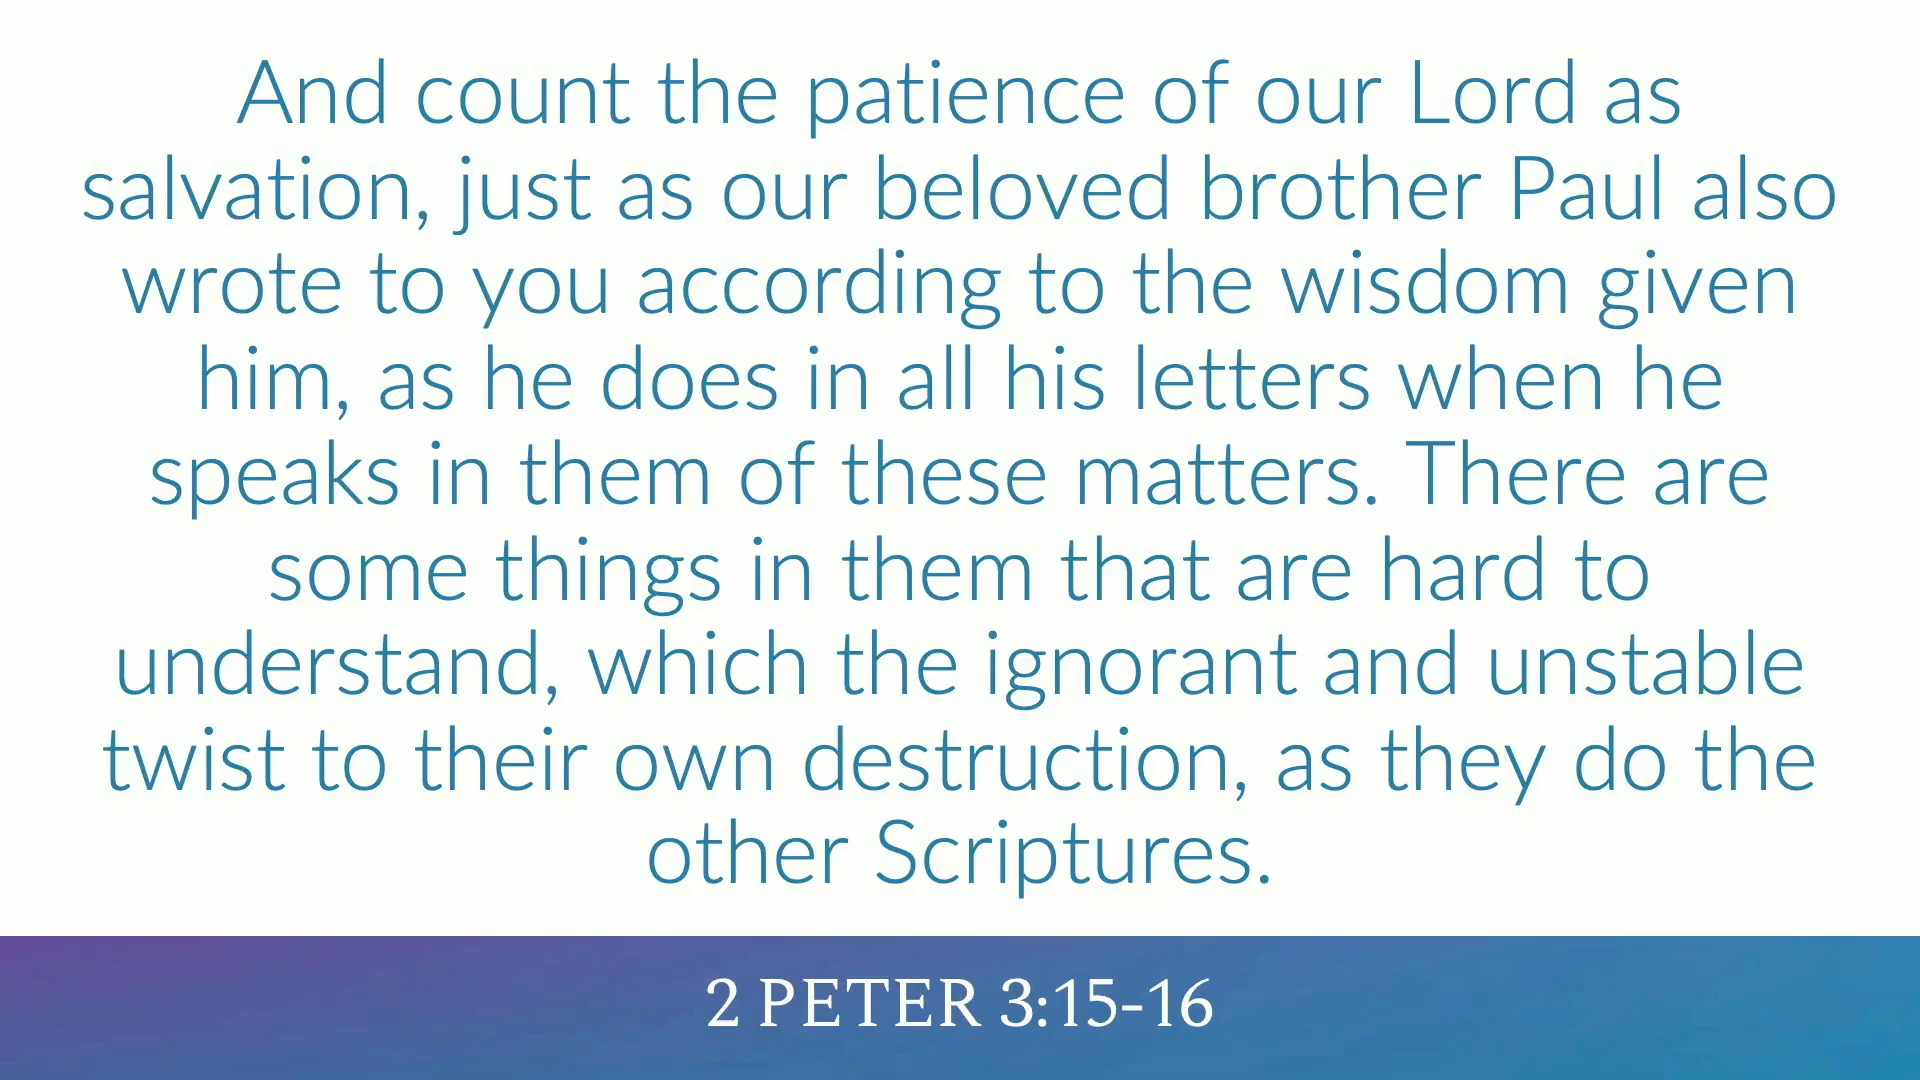 And count the patience of our Lord as
salvation, just as our beloved brother Paul also
wrote to you according to the wisdom given
him, as he does in all his letters when he
speaks in them of these matters. There are
some things in them that are hard to
understand, which the ignorant and unstable
twist to their own destruction, as they do the
other Scriptures.
2 PETER 3:15-16